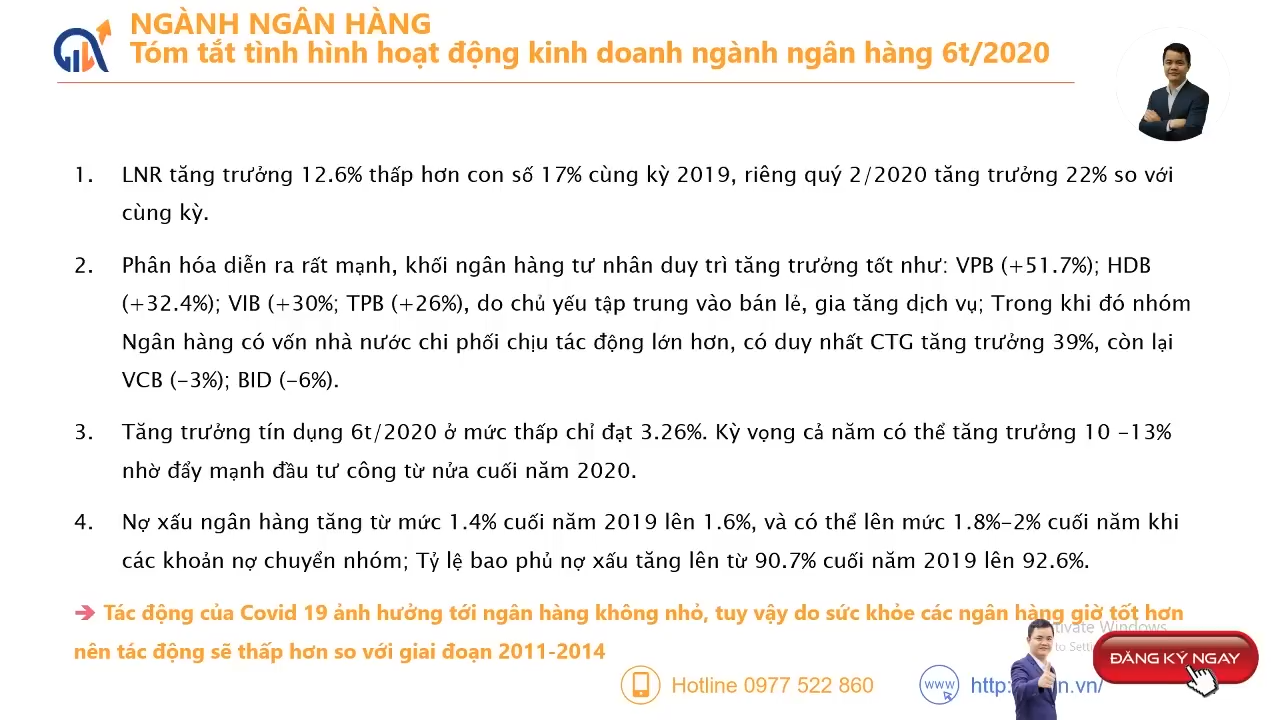 NGÀNH NGÂN HÀNG
Tóm tắt tình hình hoạt động kinh doanh ngành ngân hàng 6t/2020
1. LNR tăng trưởng 12.6% thấp hơn con số 17% cùng kỳ 2019, riêng quý 2/2020 tăng trưởng 22% so với
cùng kỳ.
2. Phân hóa diễn ra rất mạnh, khối ngân hàng tư nhân duy trì tăng trưởng tốt như: VPB (+51.7%); HDB
(+32.4%); VIB (+30%; TPB (+26%), do chủ yếu tập trung vào bán lẻ, gia tăng dịch vụ; Trong khi đó nhóm
Ngân hàng có vốn nhà nước chi phối chịu tác động lớn hơn, có duy nhất CTG tăng trưởng 39%, còn lại
VCB (-3%); BID (-6%).
3. Tăng trưởng tín dụng 6t/2020 ở mức thấp chỉ đạt 3.26%. Kỳ vọng cả năm có thể tăng trưởng 10 -13%
nhờ đẩy mạnh đầu tư công từ nửa cuối năm 2020.
4. Nợ xấu ngân hàng tăng từ mức 1.4% cuối năm 2019 lên 1.6%, và có thể lên mức 1.8%-2% cuối năm khi
các khoản nợ chuyển nhóm; Tỷ lệ bao phủ nợ xấu tăng lên từ 90.7% cuối năm 2019 lên 92.6%.
➔ Tác động của Covid 19 ảnh hưởng tới ngân hàng không nhỏ, tuy vậy do sức khỏe các ngân hàng giờ tốt hơn
nên tác động sẽ thấp hơn so với giai đoạn 2011-2014
Windows
to
ĐĂNG KÝ NGAY
Hotline 0977 522 860
www
.vn/